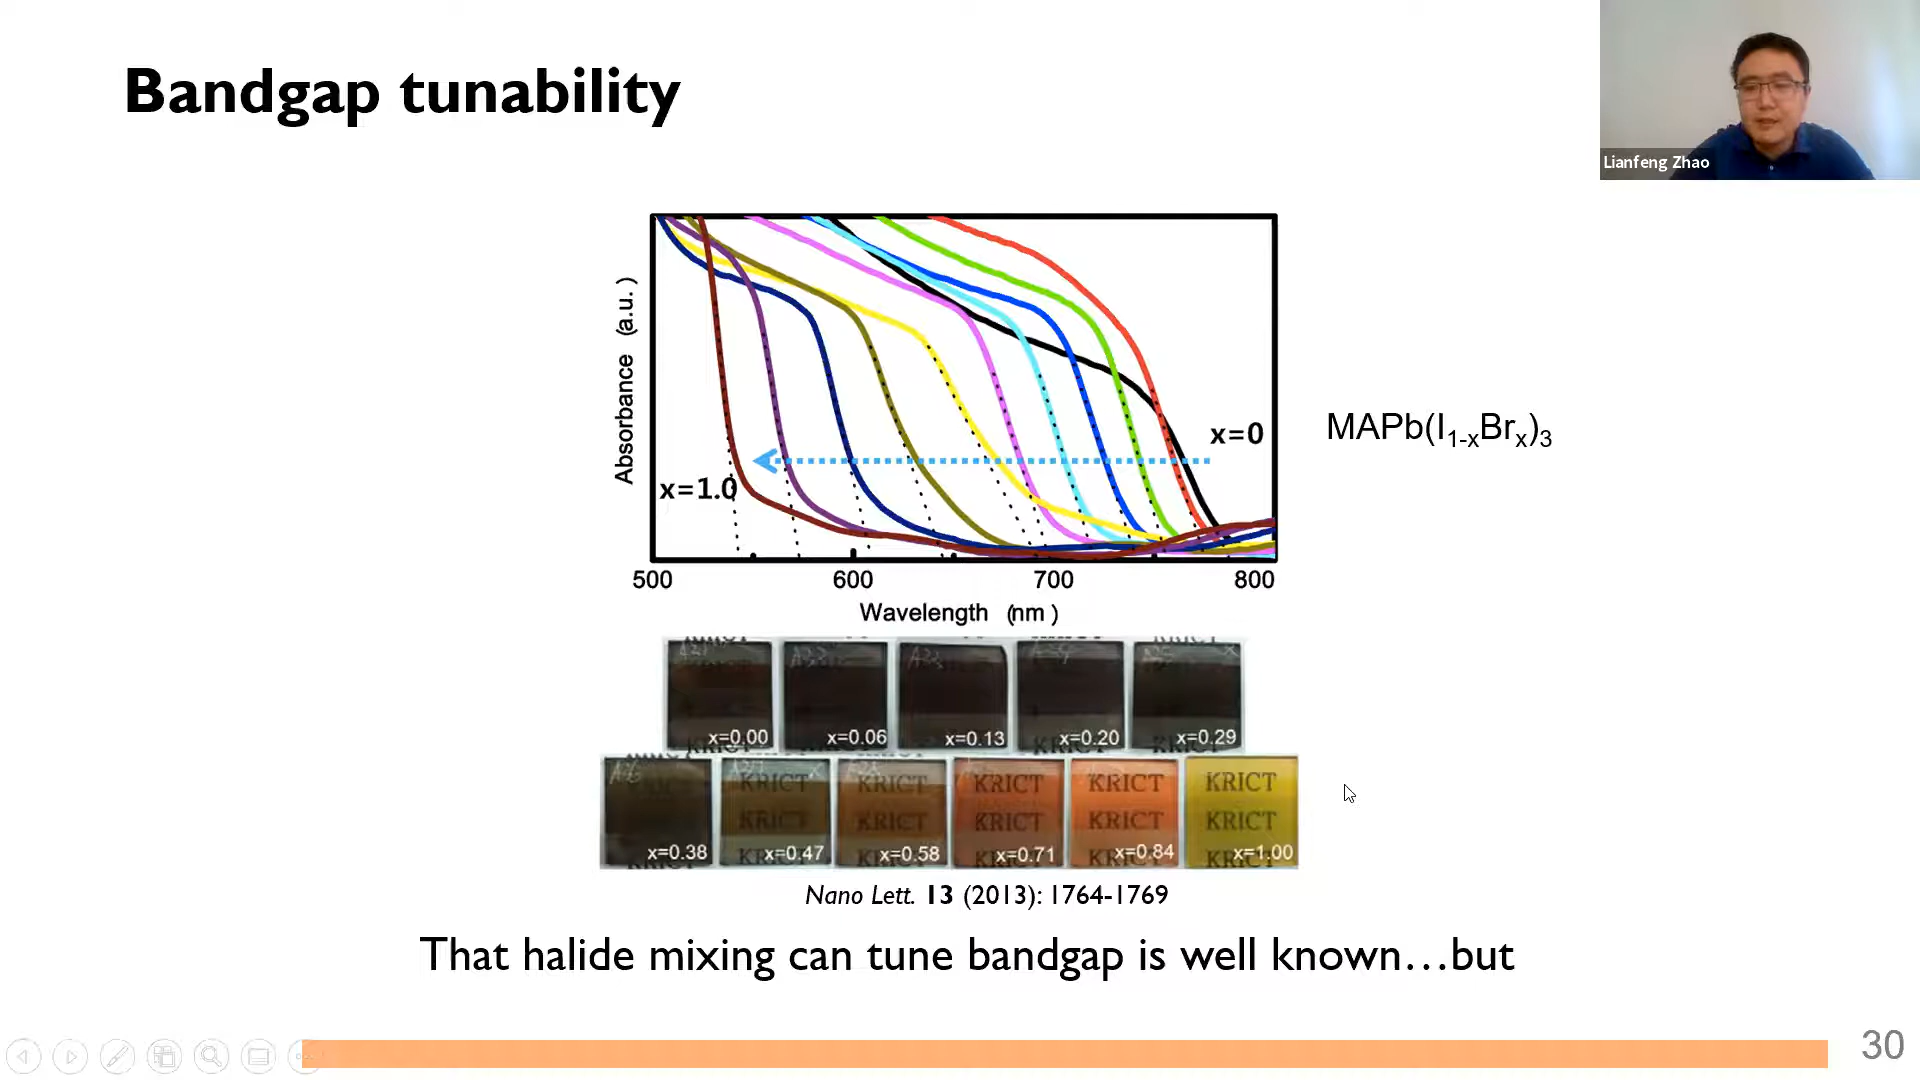 Bandgap tunability
Lianfeng Zhao
Absorbance (a.u.)
x=0
x=1.0
500 600 700 800
Wavelength (nm)
MAPb(I1-xBrx)3
x=0.00 x=0.06 x=0.13 x=0.20 x=0.29
KRICT KRICT KRICT KRICT KRICT
KRICT KRICT KRICT KRICT KRICT
x=0.38 x=0.47 x=0.58 x=0.71 x=0.84 x=1.00
Nano Lett. 13 (2013): 1764-1769
That halide mixing can tune bandgap is well known…but
30